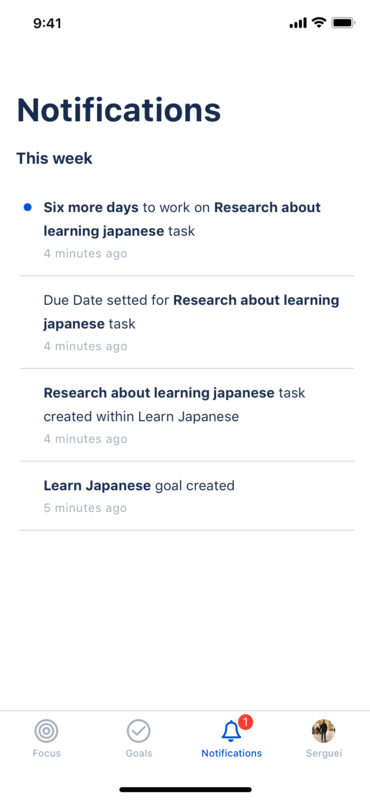 9:41
Notifications
This week
Six more days to work on Research about
learning japanese task
4 minutes ago
Due Date setted for Research about learning
japanese task
4 minutes ago
Research about learning japanese task
created within Learn Japanese
4 minutes ago
Learn Japanese goal created
5 minutes ago
1
Focus
Goals
Notifications
Serguei